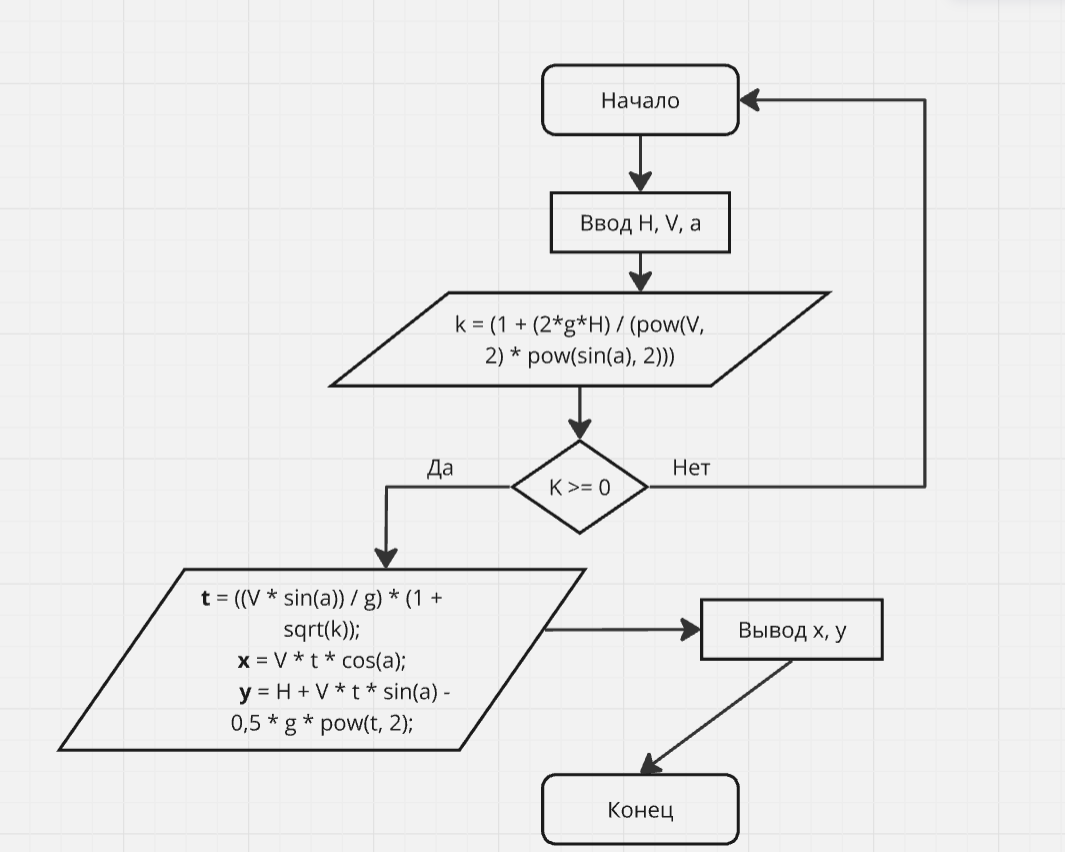 Начало
Ввод H, V, a
k = (1 + (2*g*H) / (pow(V,
2) * pow(sin(a), 2)))
Да
K >= 0
Нет
t = ((V * sin(a)) / g) * (1 +
sqrt(k));
x = V * t * cos(a);
y = H + V * t * sin(a) -
0,5 * g * pow(t, 2);
Вывод x, y
Конец